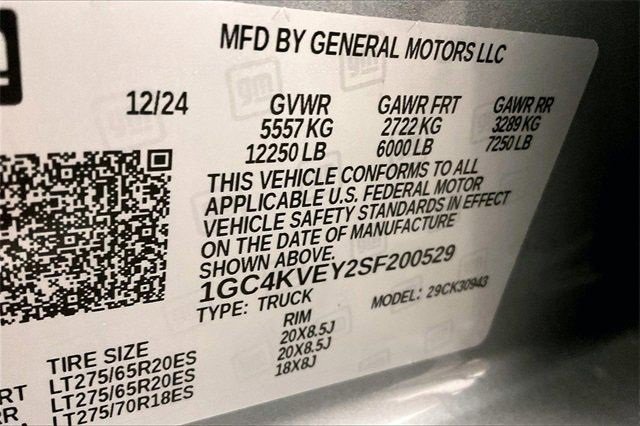 MFD BY GENERAL MOTORS LLC
12/24 GVWR GAWR FRT GAWR RR
5557 KG 2722 KG 3289 KG
12250 LB 6000 LB 7250 LB
THIS VEHICLE CONFORMS TO ALL
APPLICABLE U.S. FEDERAL MOTOR
VEHICLE SAFETY STANDARDS IN EFFECT
ON THE DATE OF MANUFACTURE
SHOWN ABOVE.
1GC4KVEY2SF200529
TYPE: TRUCK MODEL: 29CK30943
TIRE SIZE RIM
RT LT275/65R20ES 20X8.5J
RR LT275/65R20ES 20X8.5J
LT275/70R18ES 18X8J